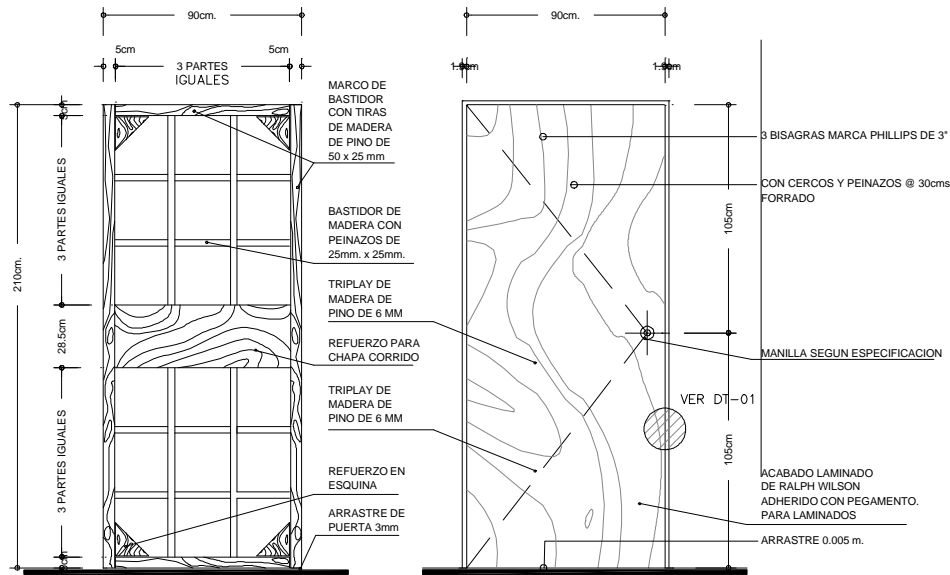 90cm.
5cm
5cm
3 PARTES
IGUALES
210cm.
3 PARTES IGUALES
28.5cm
3 PARTES IGUALES
MARCO DE
BASTIDOR
CON TIRAS
DE MADERA
DE PINO DE
50 x 25 mm
BASTIDOR DE
MADERA CON
PEINAZOS DE
25mm. x 25mm.
TRIPLAY DE
MADERA DE
PINO DE 6 MM
REFUERZO PARA
CHAPA CORRIDO
TRIPLAY DE
MADERA DE
PINO DE 6 MM
REFUERZO EN
ESQUINA
ARRASTRE DE
PUERTA 3mm
90cm.
3 BISAGRAS MARCA PHILLIPS DE 3"
CON CERCOS Y PEINAZOS @ 30cms
FORRADO
105cm
MANILLA SEGUN ESPECIFICACION
VER DT-01
105cm
ACABADO LAMINADO
DE RALPH WILSON
ADHERIDO CON PEGAMENTO.
PARA LAMINADOS
ARRASTRE 0.005 m.